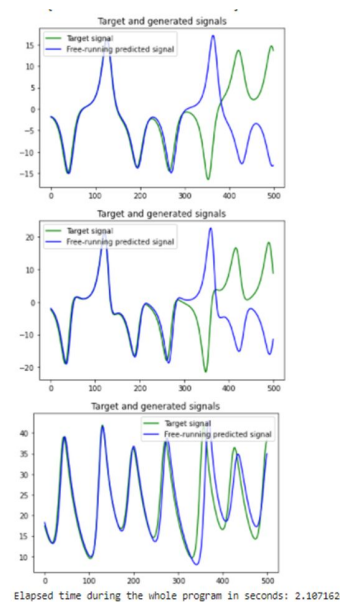 Target and generated signals
Target signal
Free-running predicted signal
15
10
5
0
−5
−10
−15
0 100 200 300 400 500
Target and generated signals
Target signal
Free-running predicted signal
20
10
0
−10
−20
0 100 200 300 400 500
Target and generated signals
Target signal
Free-running predicted signal
40
35
30
25
20
15
10
0 100 200 300 400 500
Elapsed time during the whole program in seconds: 2.107162